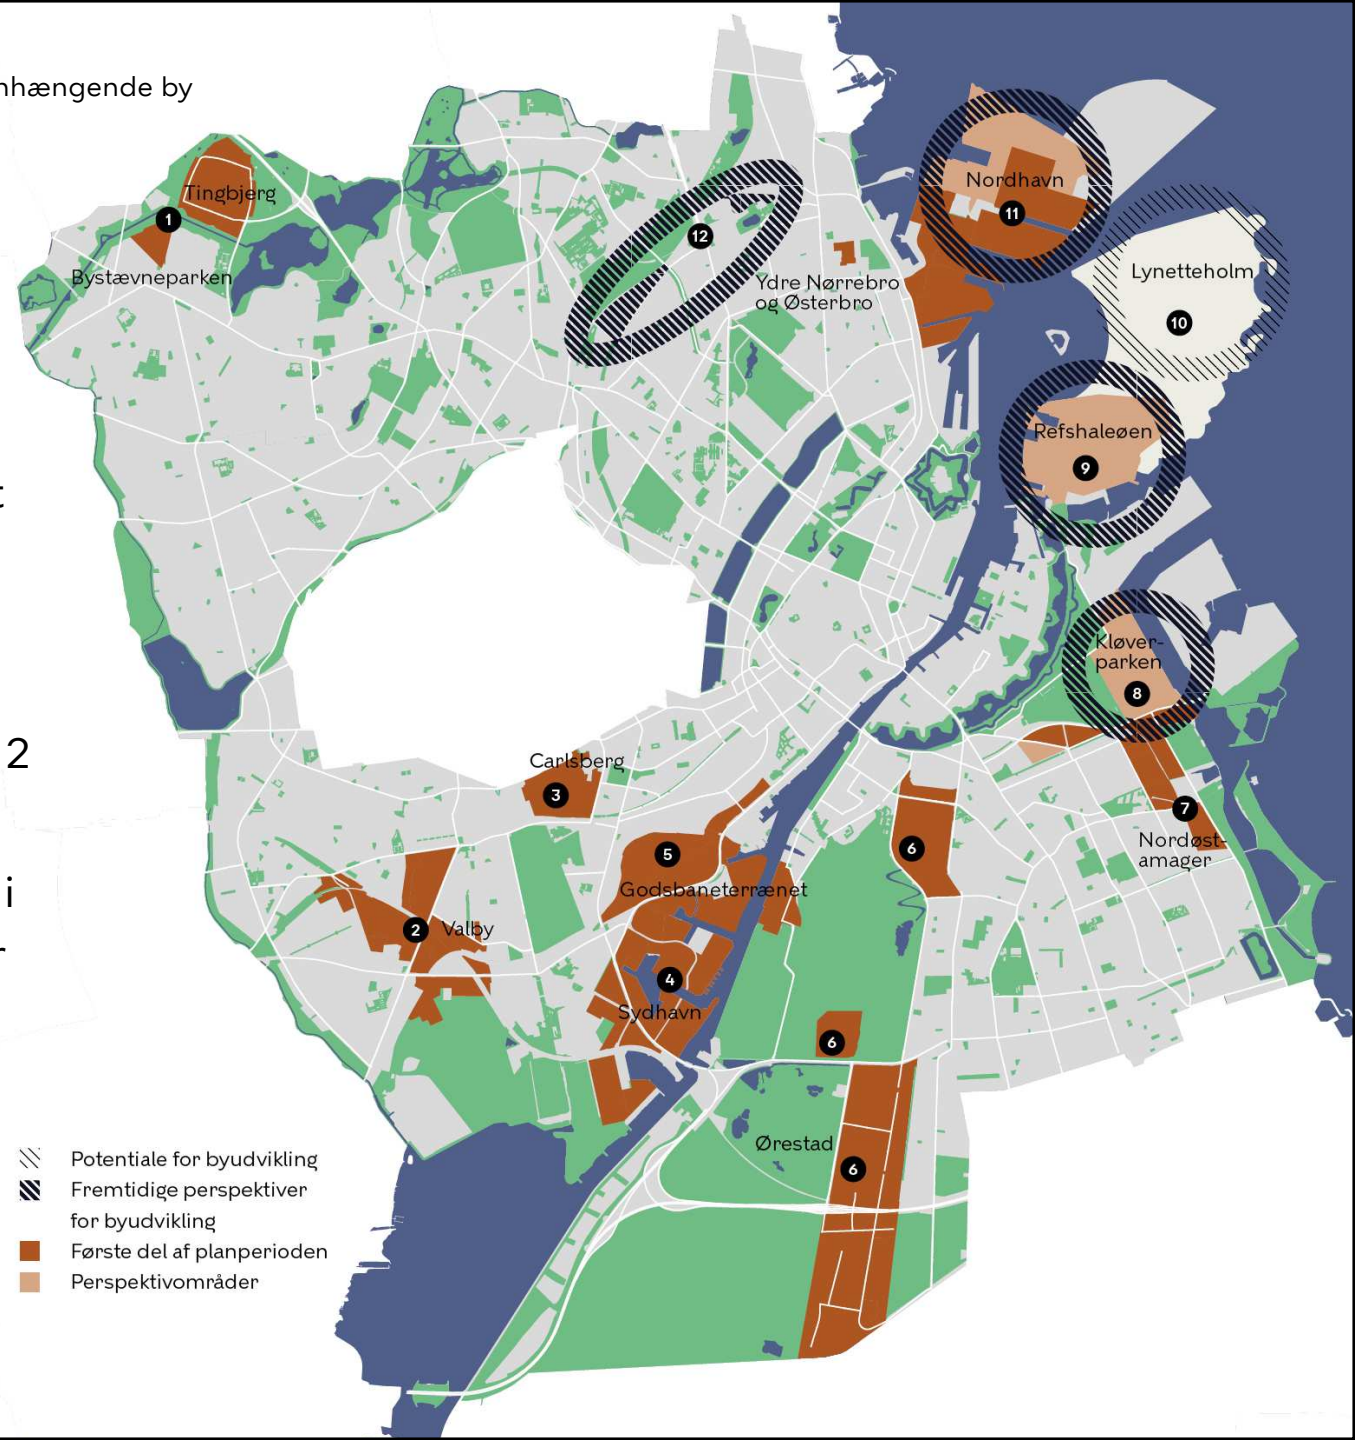 nhængende by
Tingbjerg
1
Bystævneparken
12
Ydre Nørrebro
og Østerbro
Nordhavn
11
Lynetteholm
10
Refshaleøen
9
t
Kløver-
parken
8
2
Carlsberg
3
7
Nordøst-
amager
6
5
Godsbaneterrænet
i
2
Valby
r
4
Sydhavn
6
Ørestad
6
Potentiale for byudvikling
Fremtidige perspektiver
for byudvikling
Første del af planperioden
Perspektivområder